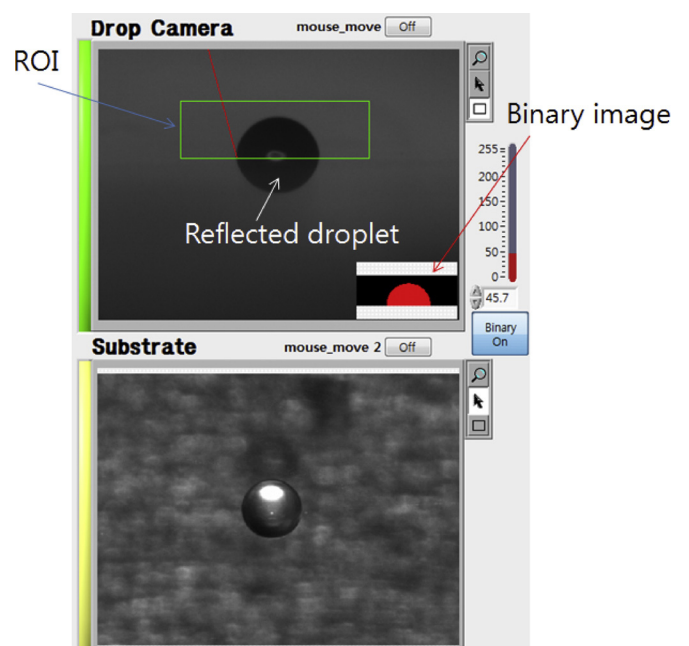 Drop Camera
mouse_move Off
ROI
Binary image
255
200
150
100
50
0
Reflected droplet
45.7
Binary
On
Substrate
mouse_move 2 Off